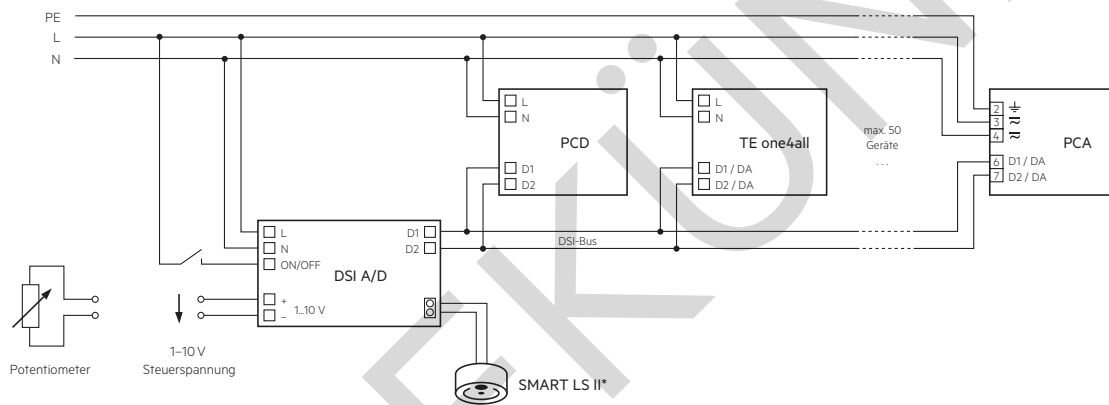 PE
L
N
L
N
PCD
D1
D2
L
N
TE one4all
D1 / DA
D2 / DA
max. 50
Geräte
...
2
3
4
6 D1 / DA
7 D2 / DA
PCA
L
N
ON/OFF
DSI A/D
D1
D2
DSI-Bus
+
1...10 V
–
Potentiometer
1–10 V
Steuerspannung
SMART LS II*
EKÜN